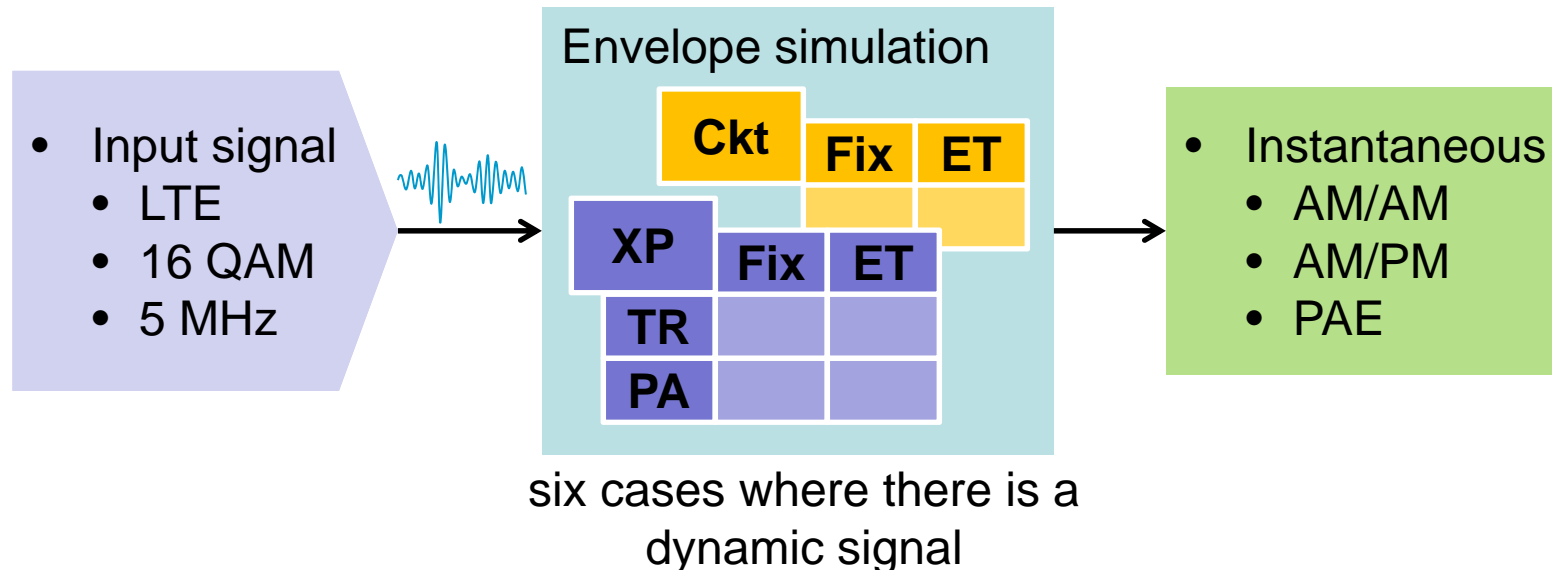 • Input signal
• LTE
• 16 QAM
• 5 MHz
Envelope simulation
Ckt
Fix ET
XP
Fix ET
TR
PA
six cases where there is a
dynamic signal
• Instantaneous
• AM/AM
• AM/PM
• PAE